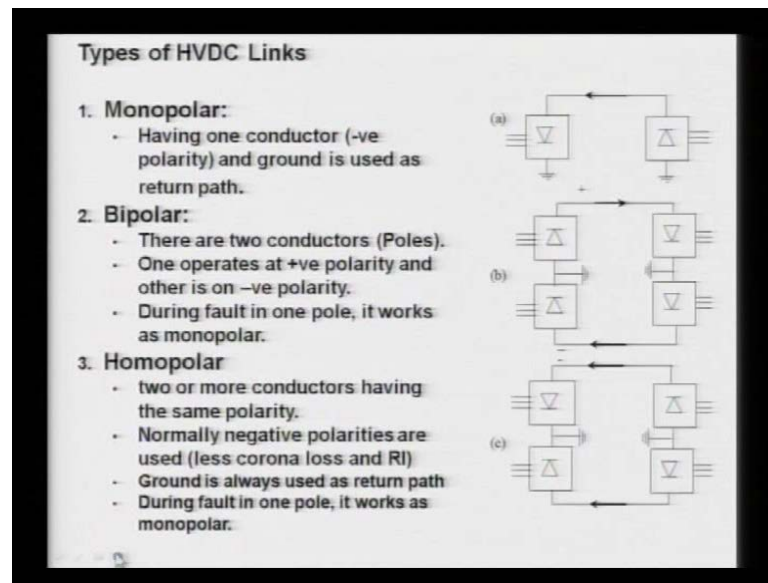 Types of HVDC Links
1. Monopolar:
- Having one conductor (-ve
polarity) and ground is used as
return path.
2. Bipolar:
- There are two conductors (Poles).
- One operates at +ve polarity and
other is on –ve polarity.
- During fault in one pole, it works
as monopolar.
3. Homopolar
- two or more conductors having
the same polarity.
- Normally negative polarities are
used (less corona loss and RI)
- Ground is always used as return path
- During fault in one pole, it works as
monopolar.
(a)
+
(b)
–
–
(c)